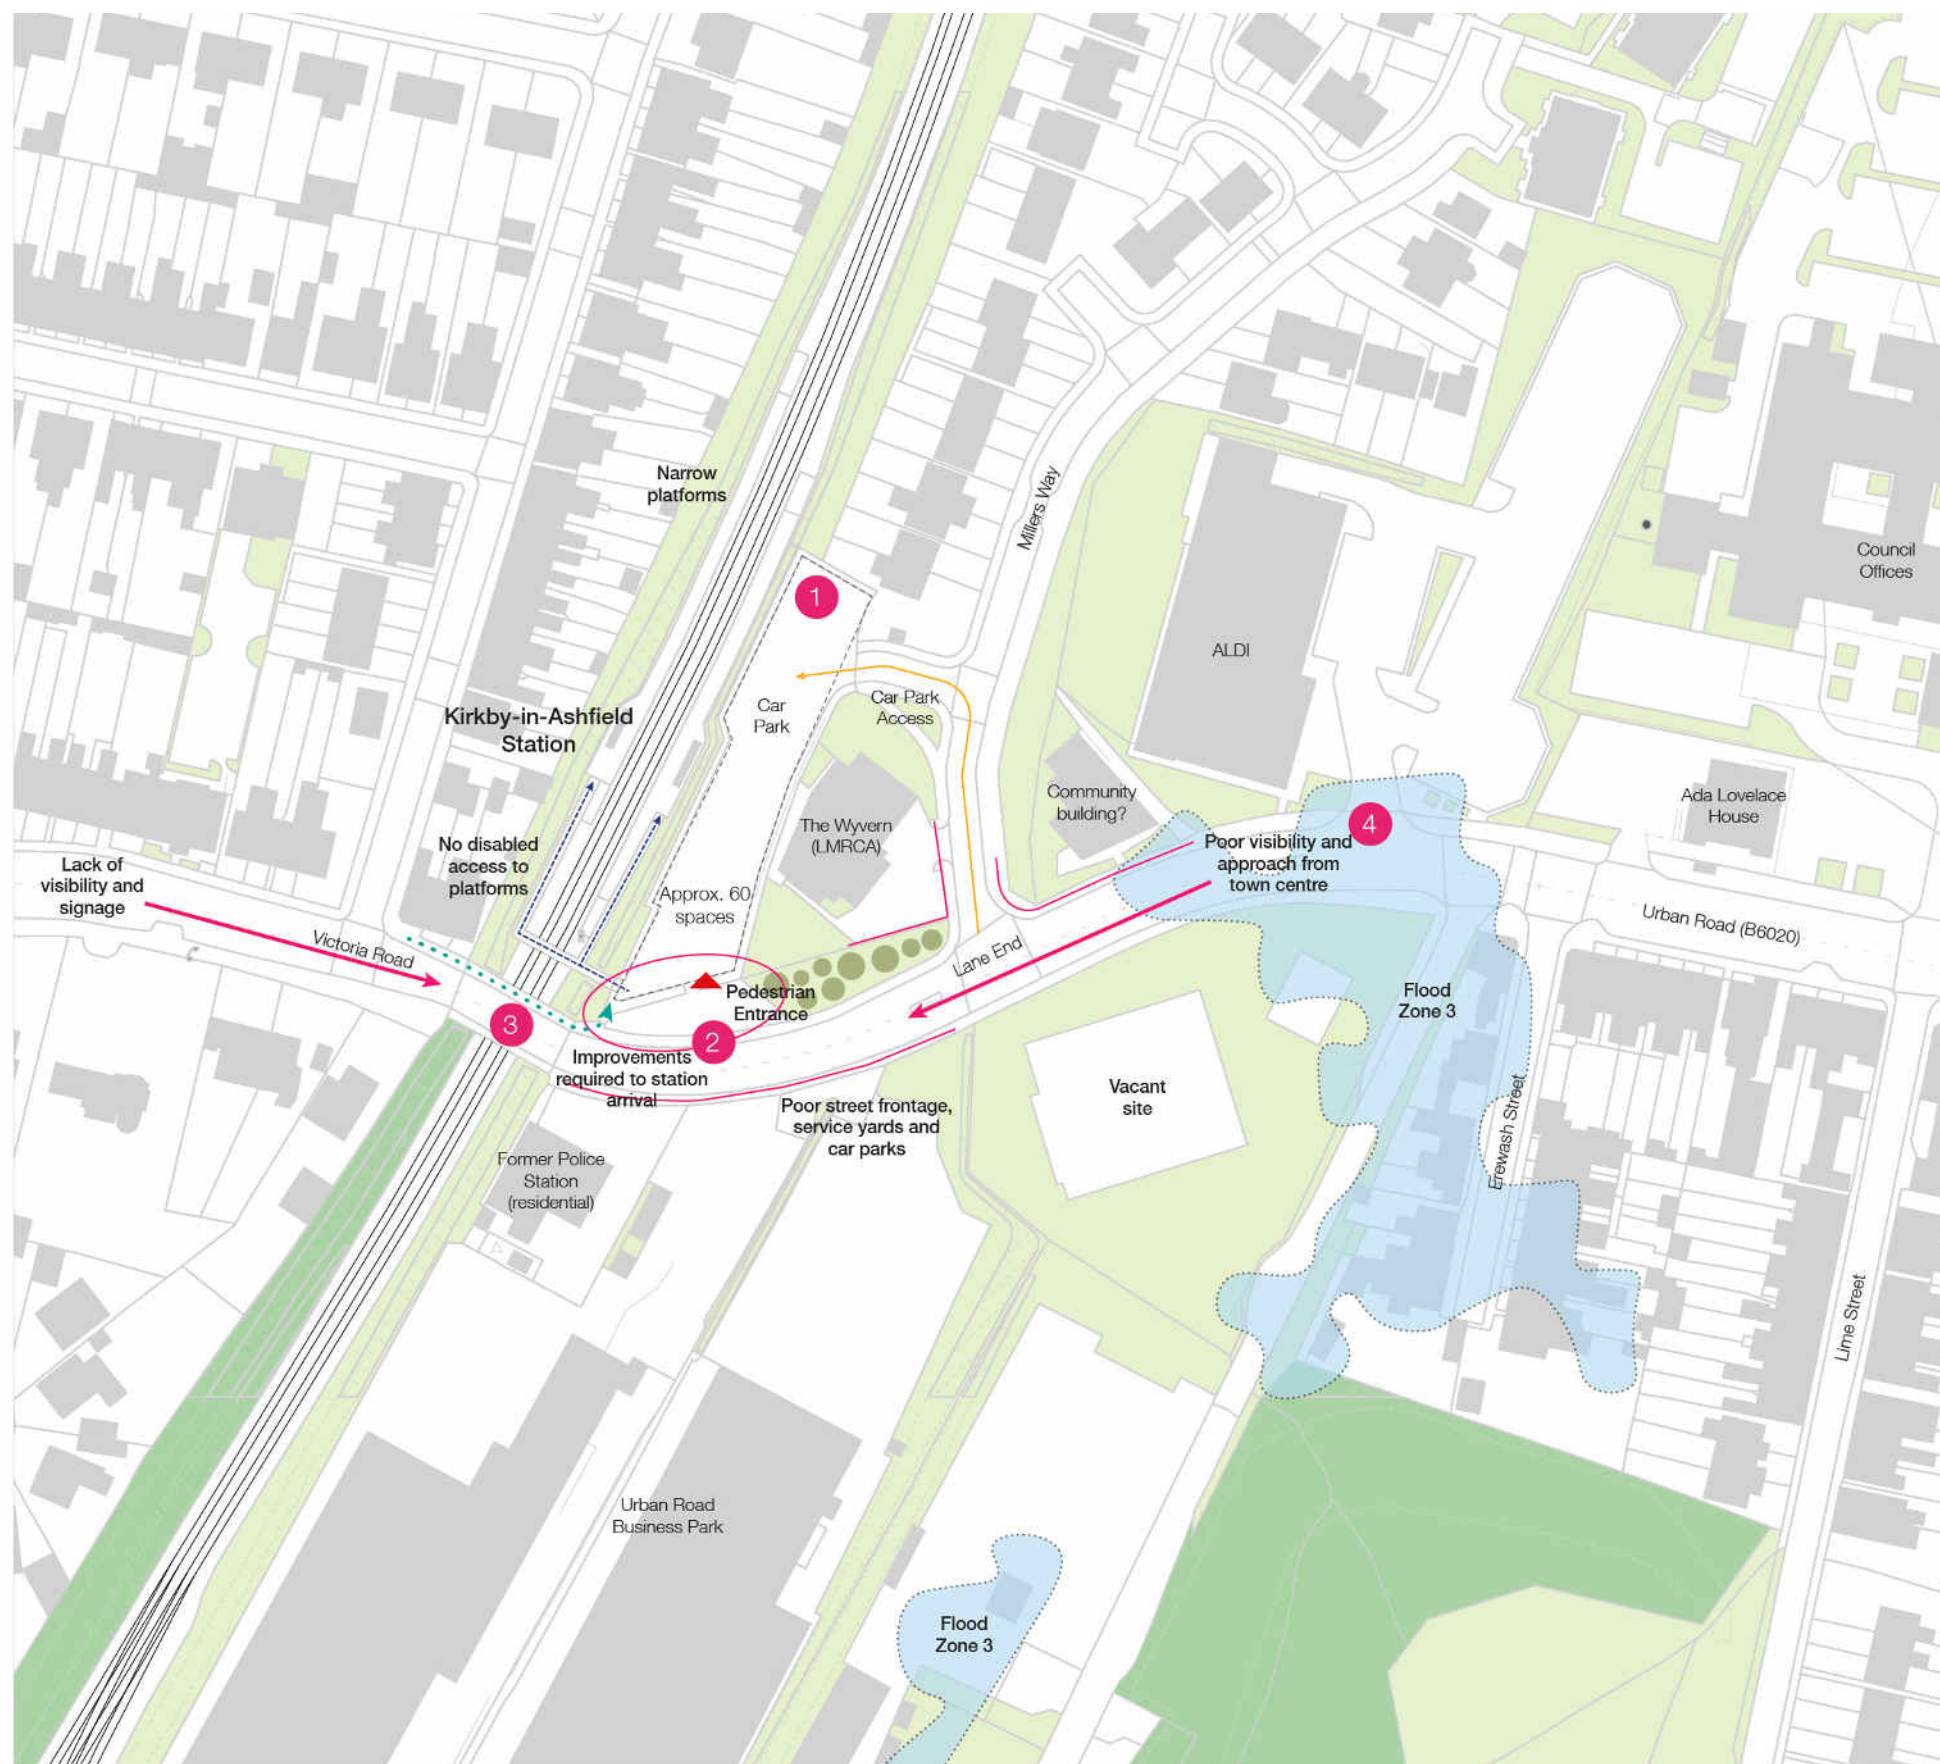 Narrow
platforms
Millers Way
1
Council
Offices
ALDI
Car
Park
Car Park
Access
Kirkby-in-Ashfield
Station
Community
building?
Ada Lovelace
House
The Wyvern
(LMRCA)
4
No disabled
access to
platforms
Poor visibility and
approach from
town centre
Lack of
visibility and
signage
Approx. 60
spaces
Urban Road (B6020)
Victoria Road
Lane End
Pedestrian
Entrance
Flood
Zone 3
3
2
Improvements
required to station
arrival
Vacant
site
Poor street frontage,
service yards and
car parks
Erewash Street
Former Police
Station
(residential)
Lime Street
Urban Road
Business Park
Flood
Zone 3